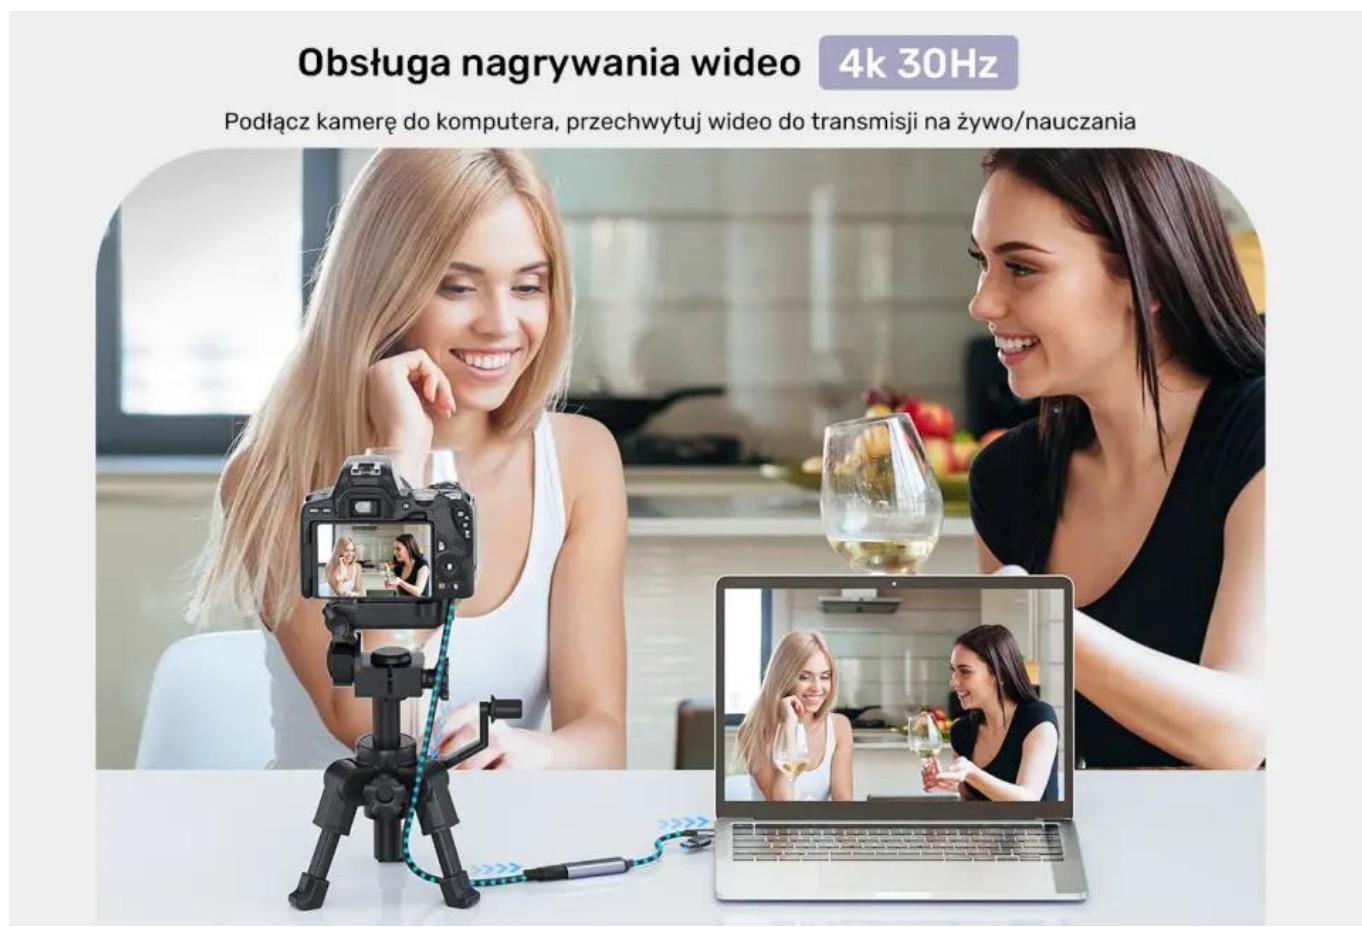 Obsługa nagrywania wideo 4k 30Hz
Podłącz kamerę do komputera, przechwytuj wideo do transmisji na żywo/nauczania